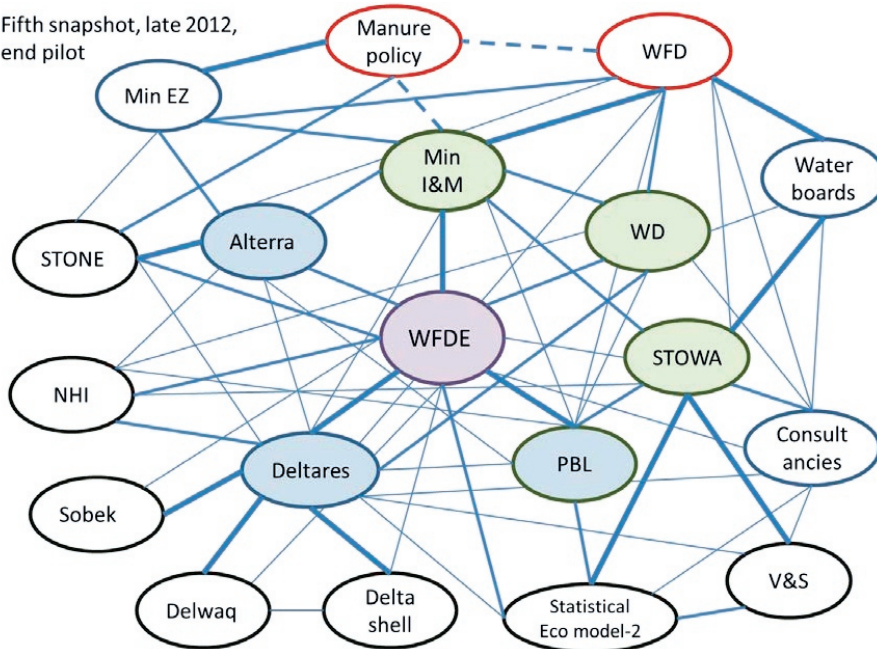 Fifth snapshot, late 2012,
end pilot
Manure
policy
WFD
Min EZ
Min
I&M
Water
boards
STONE
Alterra
WD
WFDE
STOWA
NHI
Deltares
PBL
Consult
ancies
Sobek
Delwaq
Delta
shell
Statistical
Eco model-2
V&S